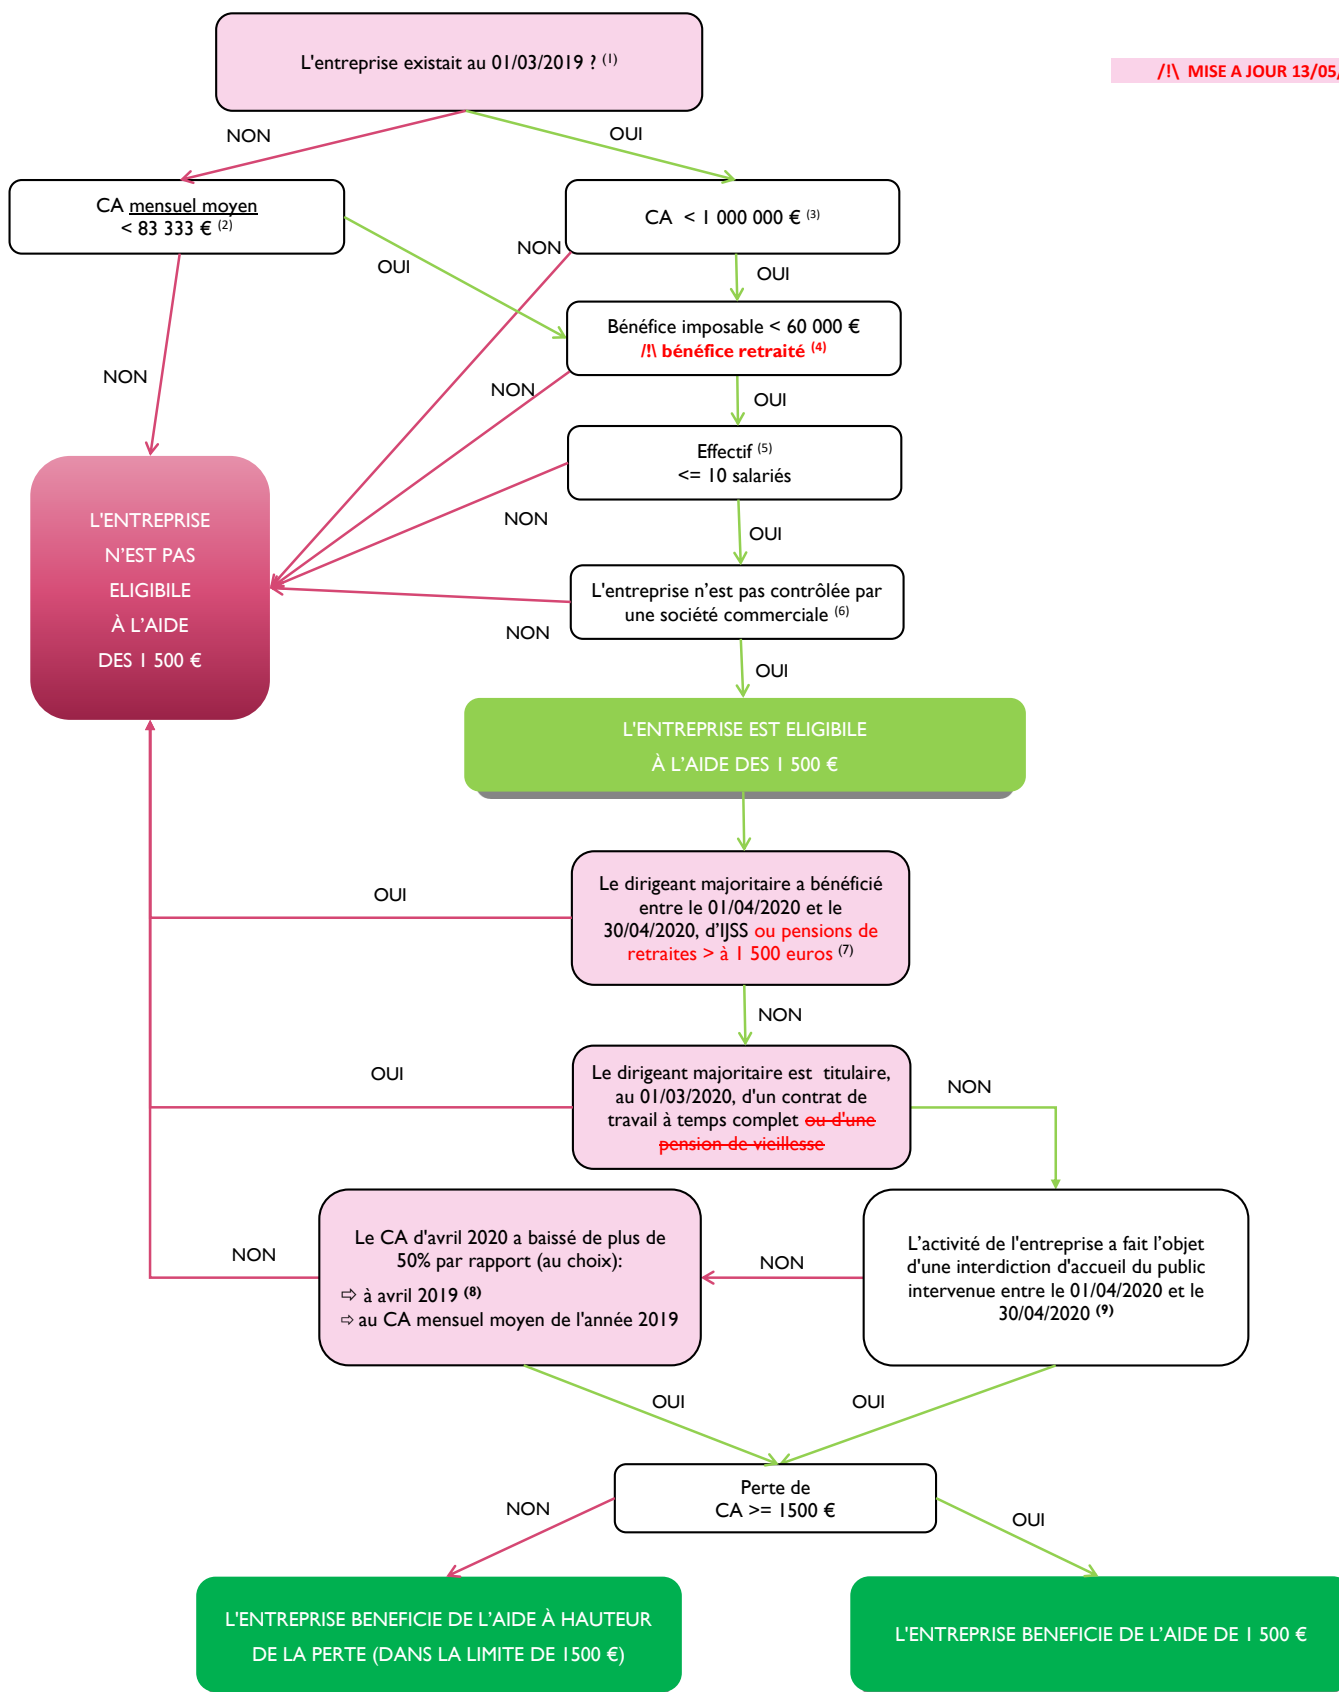 L'entreprise existait au 01/03/2019 ? (1)
/!\ MISE A JOUR 13/05/
NON
OUI
CA mensuel moyen
< 83 333 € (2)
CA < 1 000 000 € (3)
NON
OUI
OUI
Bénéfice imposable < 60 000 €
/!\ bénéfice retraité (4)
NON
NON
OUI
Effectif (5)
<= 10 salariés
NON
OUI
L'ENTREPRISE
N'EST PAS
ELIGIBILE
À L'AIDE
DES 1 500 €
L'entreprise n'est pas contrôlée par
une société commerciale (6)
NON
OUI
L'ENTREPRISE EST ELIGIBILE
À L'AIDE DES 1 500 €
OUI
Le dirigeant majoritaire a bénéficié
entre le 01/04/2020 et le
30/04/2020, d'IJSS ou pensions de
retraites > à 1 500 euros (7)
NON
OUI
Le dirigeant majoritaire est titulaire,
au 01/03/2020, d'un contrat de
travail à temps complet ou d'une
pension de vieillesse
NON
NON
Le CA d'avril 2020 a baissé de plus de
50% par rapport (au choix):
⇨ à avril 2019 (8)
⇨ au CA mensuel moyen de l'année 2019
NON
L'activité de l'entreprise a fait l'objet
d'une interdiction d'accueil du public
intervenue entre le 01/04/2020 et le
30/04/2020 (9)
OUI
OUI
Perte de
CA >= 1500 €
NON
OUI
L'ENTREPRISE BENEFICIE DE L'AIDE À HAUTEUR
DE LA PERTE (DANS LA LIMITE DE 1500 €)
L'ENTREPRISE BENEFICIE DE L'AIDE DE 1 500 €